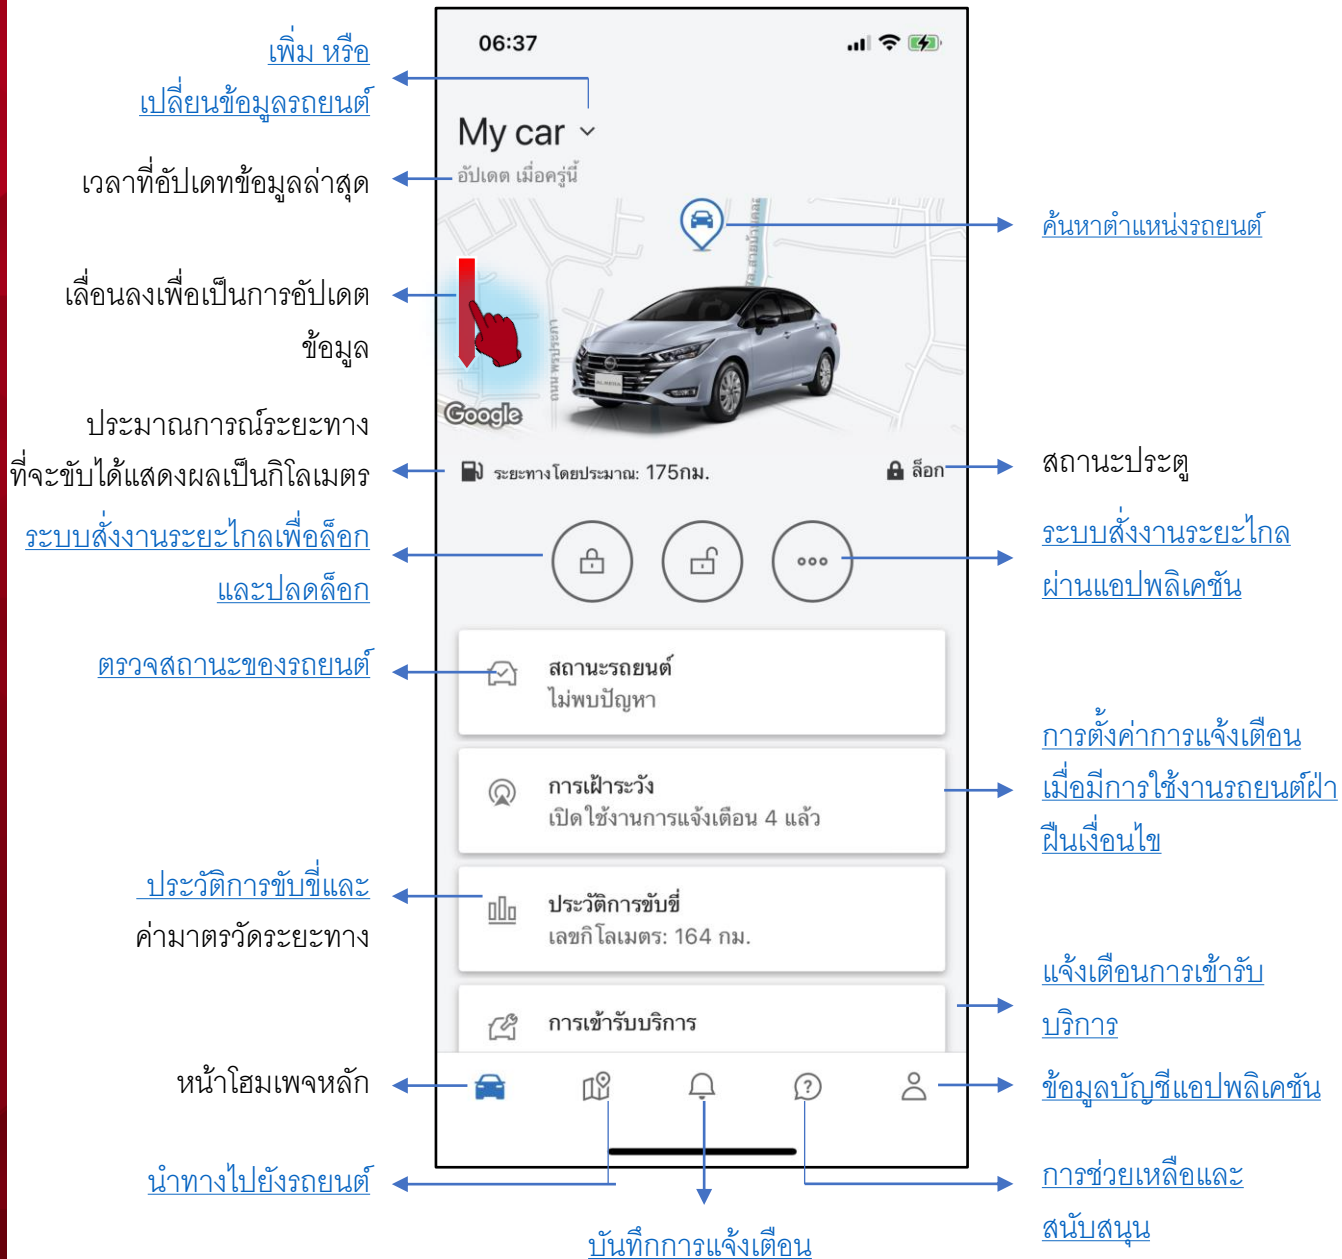 06:37
เพิ่ม หรือ
เปลี่ยนข้อมูลรถยนต์
My car
เวลาที่อัปเดทข้อมูลล่าสุด
อัปเดต เมื่อครู่นี้
ค้นหาตำแหน่งรถยนต์
เลื่อนลงเพื่อเป็นการอัปเดต
ข้อมูล
Google
ประมาณการณ์ระยะทาง
ที่จะขับได้แสดงผลเป็นกิโลเมตร
ระยะทางโดยประมาณ: 175กม.
ล็อก
สถานะประตู
ระบบสั่งงานระยะไกลเพื่อล็อก
และปลดล็อก
ระบบสั่งงานระยะไกล
ผ่านแอปพลิเคชัน
ตรวจสถานะของรถยนต์
สถานะรถยนต์
ไม่พบปัญหา
การเฝ้าระวัง
เปิดใช้งานการแจ้งเตือน 4 แล้ว
การตั้งค่าการแจ้งเตือน
เมื่อมีการใช้งานรถยนต์ฝ่า
ฝืนเงื่อนไข
ประวัติการขับขี่และ
ค่ามาตรวัดระยะทาง
ประวัติการขับขี่
เลขกิโลเมตร: 164 กม.
การเข้ารับบริการ
แจ้งเตือนการเข้ารับ
บริการ
หน้าโฮมเพจหลัก
ข้อมูลบัญชีแอปพลิเคชัน
นำทางไปยังรถยนต์
การช่วยเหลือและ
สนับสนุน
บันทึกการแจ้งเตือน